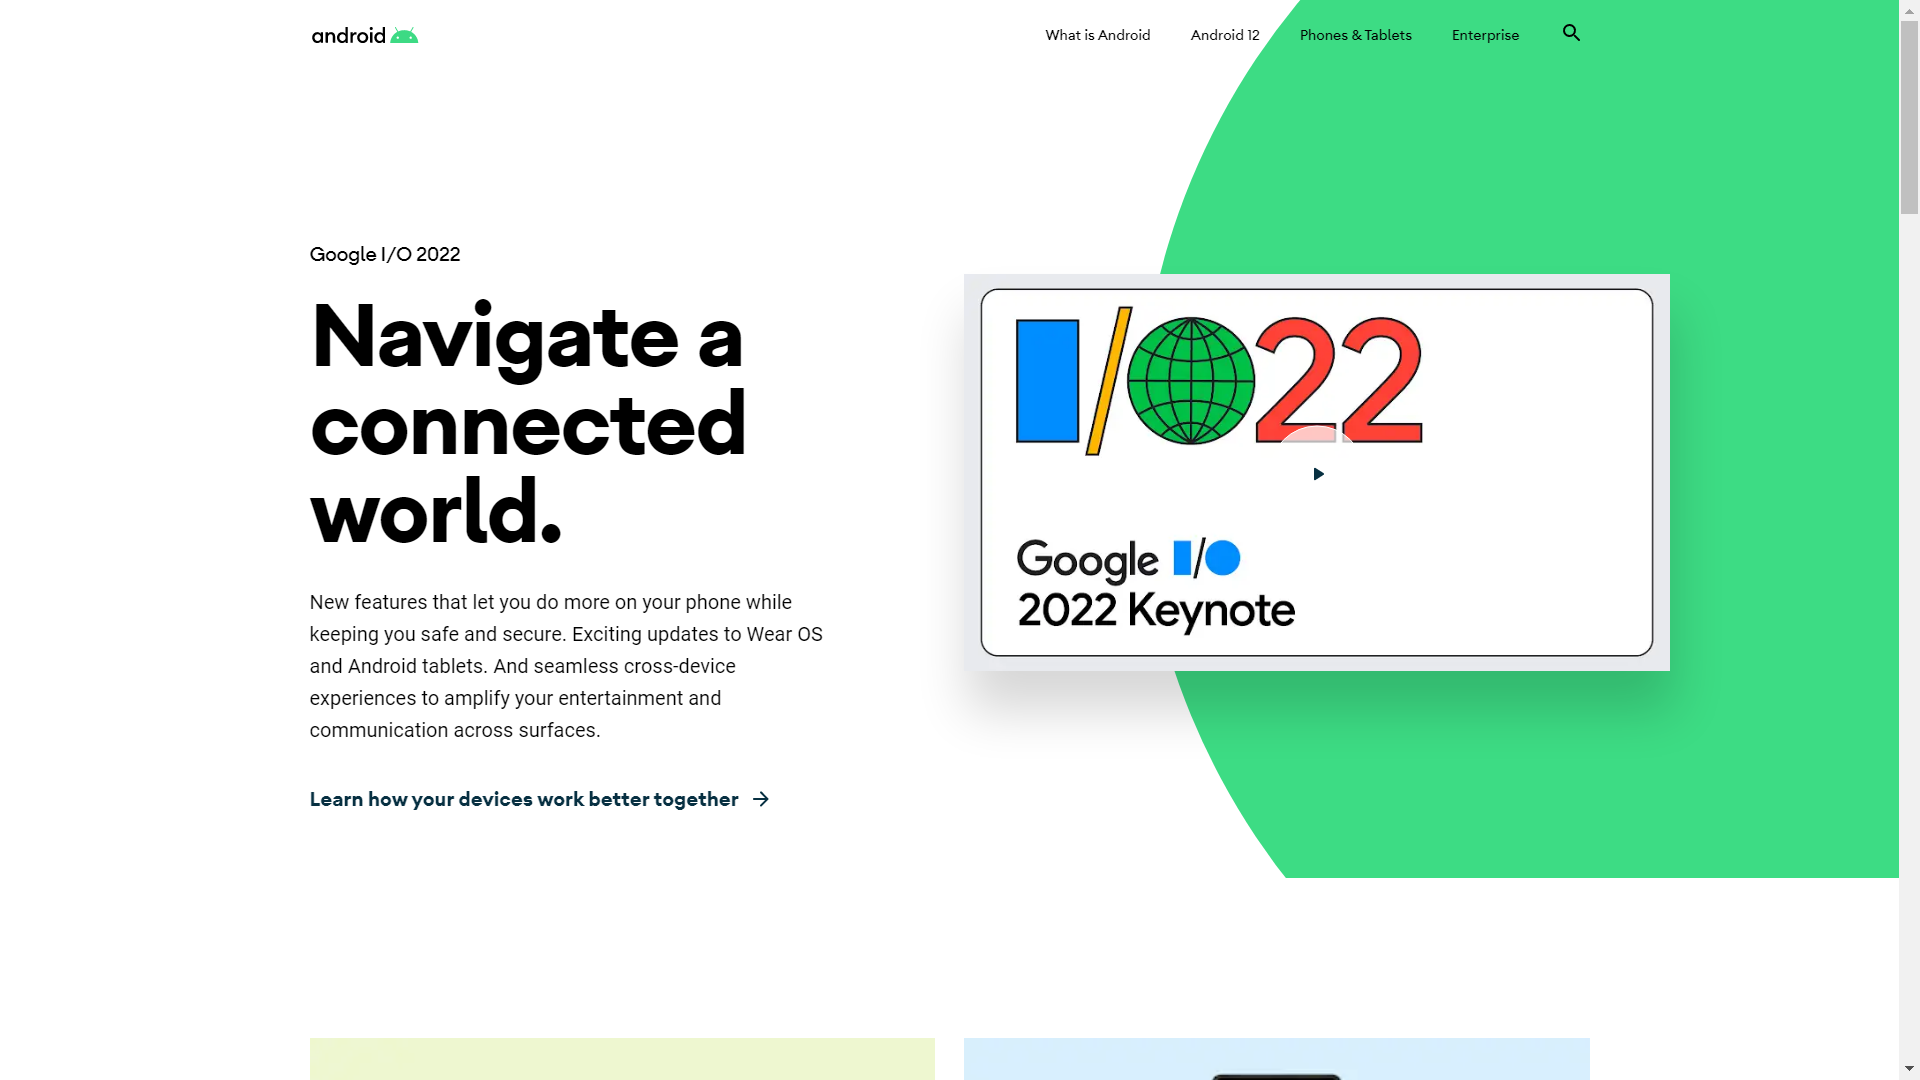 android
What is Android
Android 12
Phones & Tablets
Enterprise
Google I/O 2022
Navigate a
connected
world.
New features that let you do more on your phone while
keeping you safe and secure. Exciting updates to Wear OS
and Android tablets. And seamless cross-device
experiences to amplify your entertainment and
communication across surfaces.
Learn how your devices work better together
I/O22
Google I/O
2022 Keynote